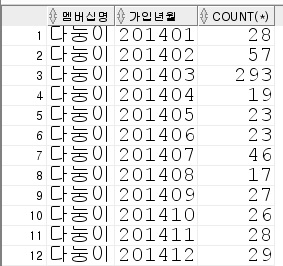 멤버십명 가입년월 COUNT(*)
1 다둥이 201401 28
2 다둥이 201402 57
3 다둥이 201403 293
4 다둥이 201404 19
5 다둥이 201405 23
6 다둥이 201406 23
7 다둥이 201407 46
8 다둥이 201408 17
9 다둥이 201409 27
10 다둥이 201410 26
11 다둥이 201411 28
12 다둥이 201412 29